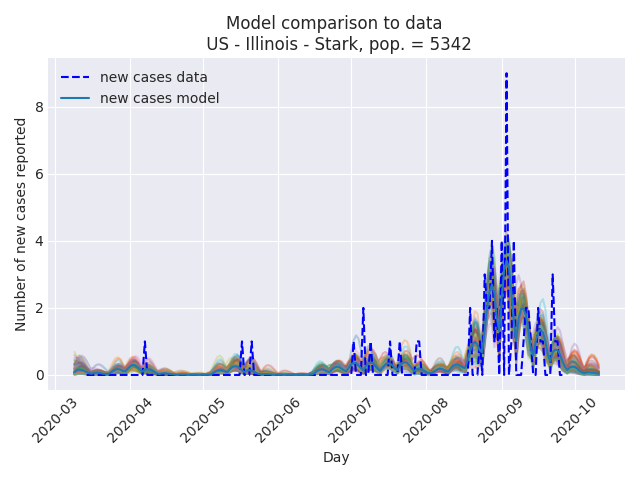 Model comparison to data
US - Illinois - Stark, pop. = 5342
new cases data
new cases model
Number of new cases reported
8
6
4
2
0
2020-03
2020-04
2020-05
2020-06
2020-07
2020-08
2020-09
2020-10
Day